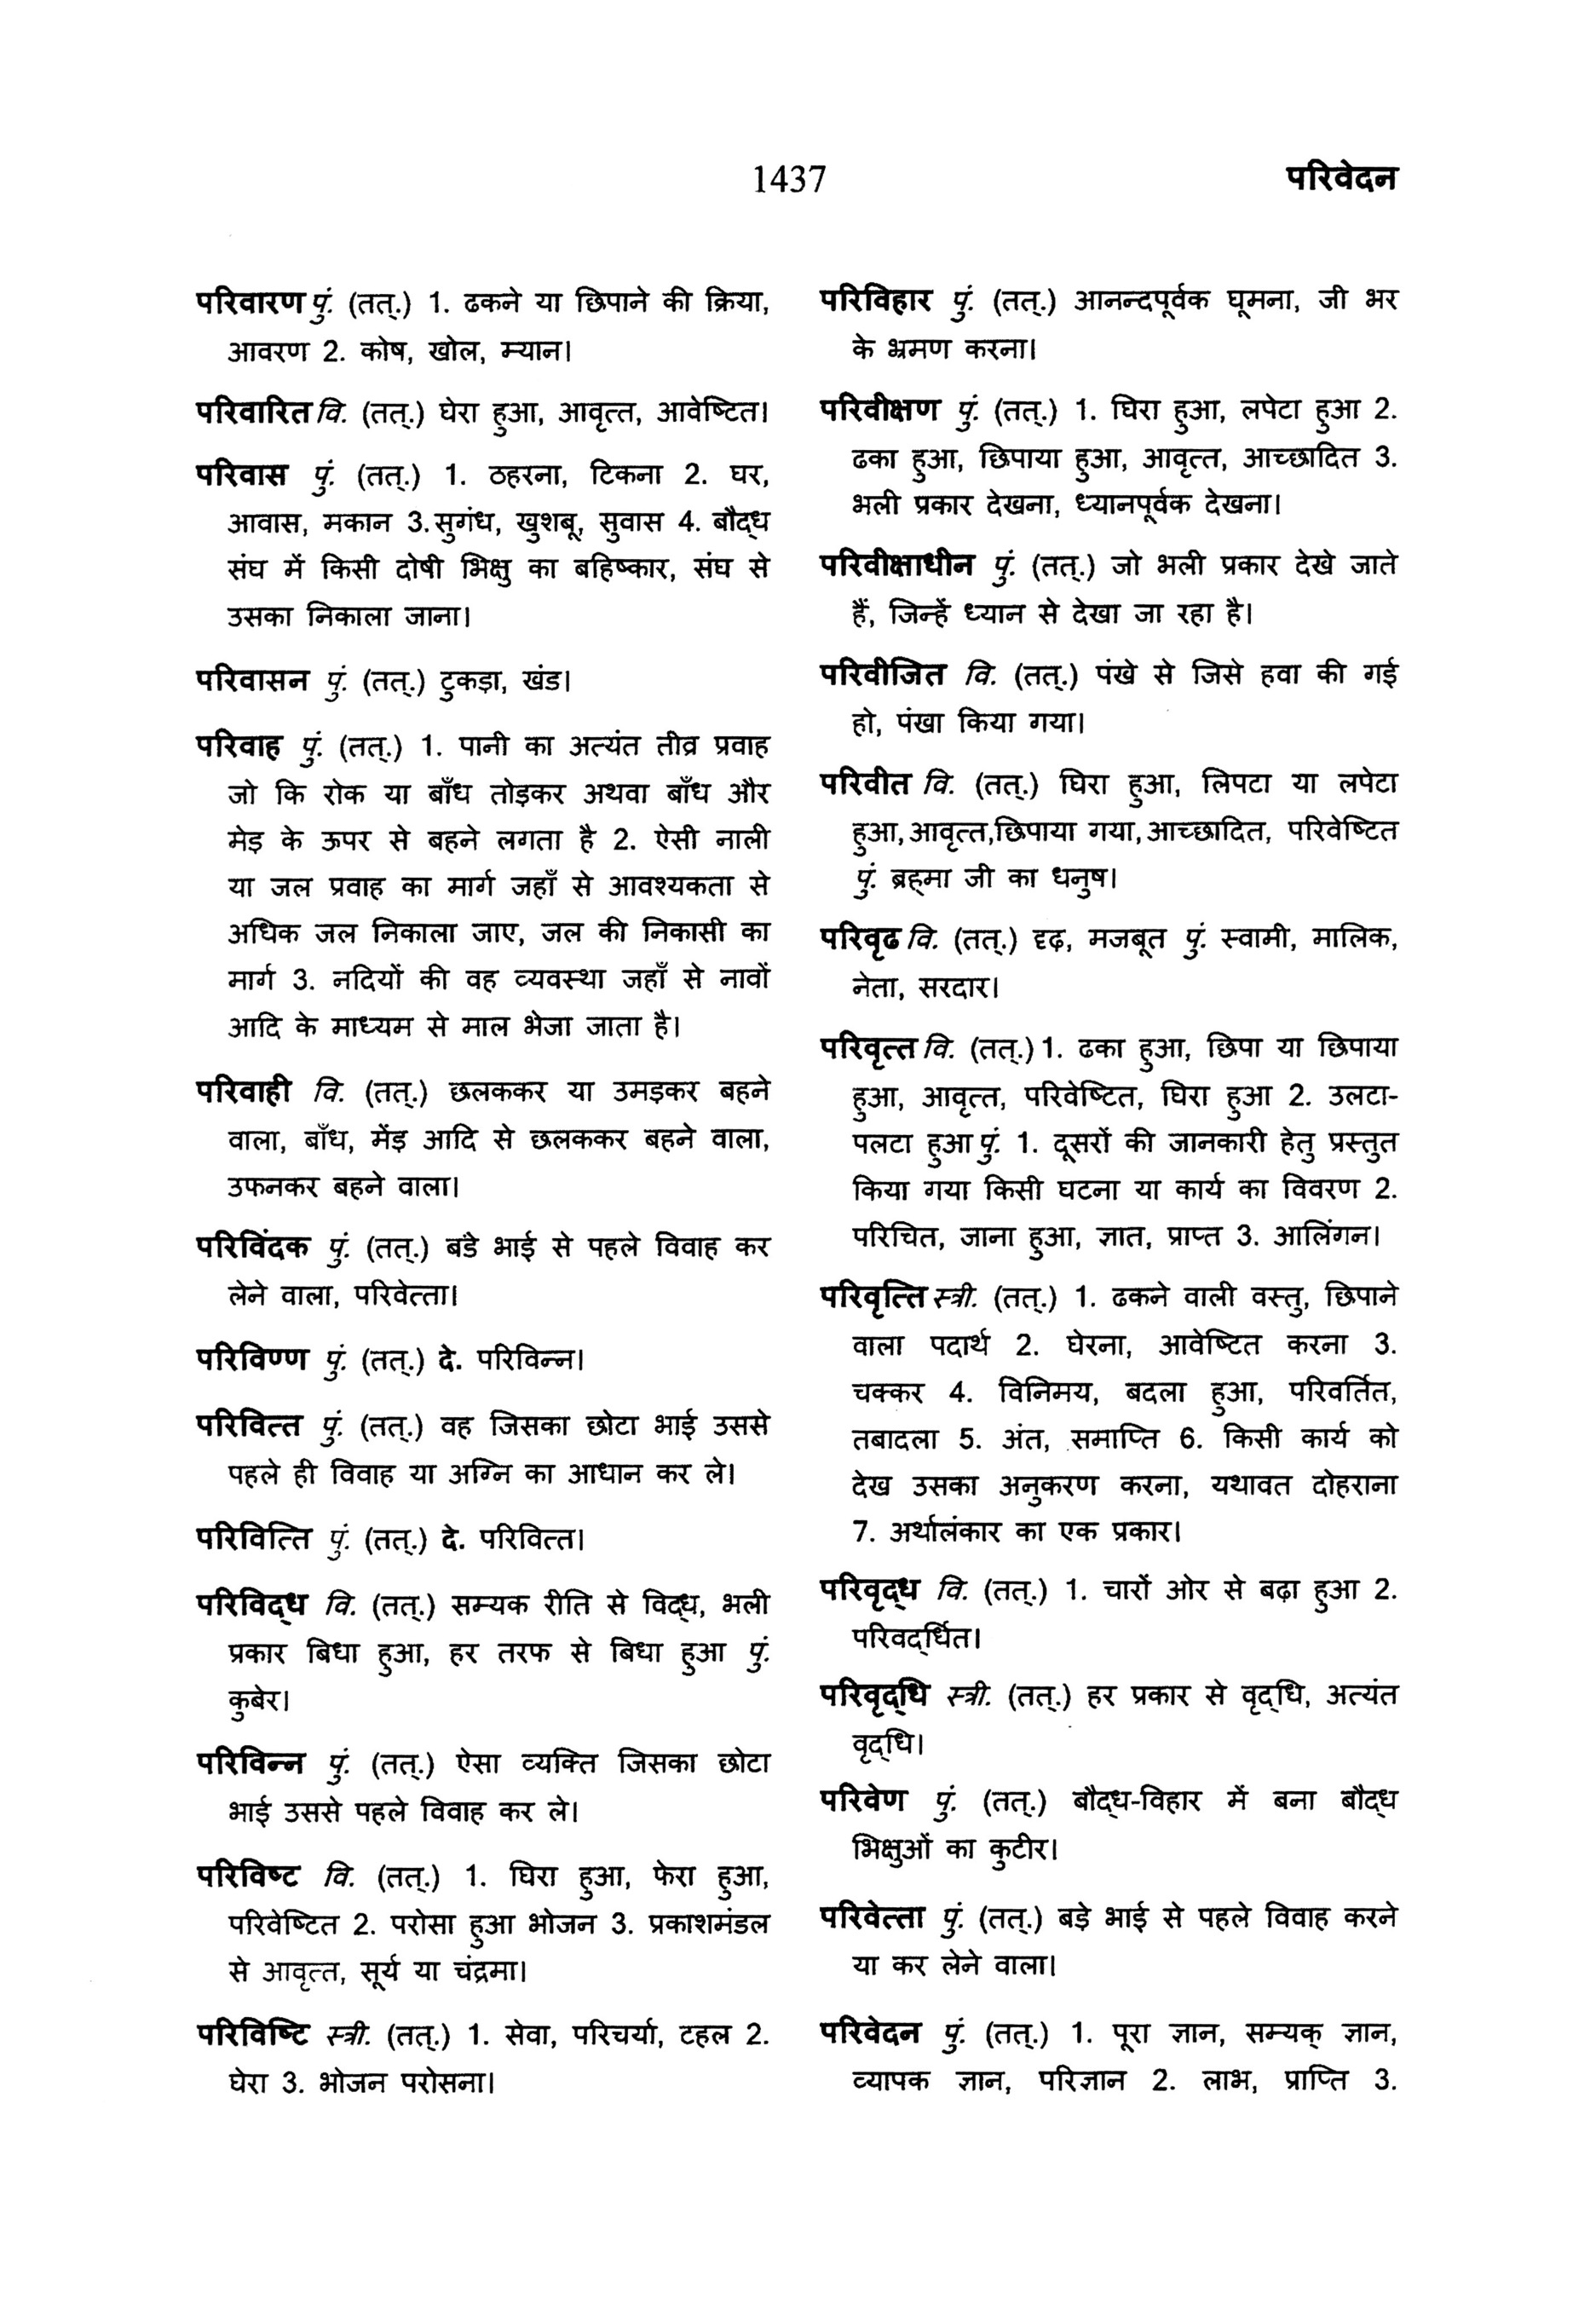 1437
परिवेदन
परिवारण पुं. (तत्.) 1. ढकने या छिपाने की क्रिया,
आवरण 2. कोष, खोल, म्यान।
परिवारित वि. (तत्.) घेरा हुआ, आवृत्त, आवेष्टित।
परिवास पुं. (तत्.) 1. ठहरना, टिकना 2. घर,
आवास, मकान 3.सुगंध, खुशबू, सुवास 4. बौद्ध
संघ में किसी दोषी भिक्षु का बहिष्कार, संघ से
उसका निकाला जाना।
परिवासन पुं. (तत्.) टुकड़ा, खंड।
परिवाह पुं. (तत्.) 1. पानी का अत्यंत तीव्र प्रवाह
जो कि रोक या बाँध तोड़कर अथवा बाँध और
मेड़ के ऊपर से बहने लगता है 2. ऐसी नाली
या जल प्रवाह का मार्ग जहाँ से आवश्यकता से
अधिक जल निकाला जाए, जल की निकासी का
मार्ग 3. नदियों की वह व्यवस्था जहाँ से नावों
आदि के माध्यम से माल भेजा जाता है।
परिवाही वि. (तत्.) छलककर या उमड़कर बहने
वाला, बाँध, मेंड़ आदि से छलककर बहने वाला,
उफनकर बहने वाला।
परिविंदक पुं. (तत्.) बडे भाई से पहले विवाह कर
लेने वाला, परिवेत्ता।
परिविण्ण पुं. (तत्.) दे. परिविन्न।
परिवित्त पुं. (तत्.) वह जिसका छोटा भाई उससे
पहले ही विवाह या अग्नि का आधान कर ले।
परिवित्ति पुं. (तत्.) दे. परिवित्त।
परिविद्ध वि. (तत्.) सम्यक रीति से विद्ध, भली
प्रकार बिधा हुआ, हर तरफ से बिधा हुआ पुं.
कुबेर।
परिविन्न पुं. (तत्.) ऐसा व्यक्ति जिसका छोटा
भाई उससे पहले विवाह कर ले।
परिविष्ट वि. (तत्.) 1. घिरा हुआ, फेरा हुआ,
परिवेष्टित 2. परोसा हुआ भोजन 3. प्रकाशमंडल
से आवृत्त, सूर्य या चंद्रमा।
परिविष्टि स्त्री. (तत्.) 1. सेवा, परिचर्या, टहल 2.
घेरा 3. भोजन परोसना।
परिविहार पुं. (तत्.) आनन्दपूर्वक घूमना, जी भर
के भ्रमण करना।
परिवीक्षण पुं. (तत्.) 1. घिरा हुआ, लपेटा हुआ 2.
ढका हुआ, छिपाया हुआ, आवृत्त, आच्छादित 3.
भली प्रकार देखना, ध्यानपूर्वक देखना।
परिवीक्षाधीन पुं. (तत्.) जो भली प्रकार देखे जाते
हैं, जिन्हें ध्यान से देखा जा रहा है।
परिवीजित वि. (तत्.) पंखे से जिसे हवा की गई
हो, पंखा किया गया।
परिवीत वि. (तत्.) घिरा हुआ, लिपटा या लपेटा
हुआ,आवृत्त,छिपाया गया,आच्छादित, परिवेष्टित
पुं. ब्रह्मा जी का धनुष।
परिवृढ वि. (तत्.) दृढ़, मजबूत पुं. स्वामी, मालिक,
नेता, सरदार।
परिवृत्त वि. (तत्.) 1. ढका हुआ, छिपा या छिपाया
हुआ, आवृत्त, परिवेष्टित, घिरा हुआ 2. उलटा-
पलटा हुआ पुं. 1. दूसरों की जानकारी हेतु प्रस्तुत
किया गया किसी घटना या कार्य का विवरण 2.
परिचित, जाना हुआ, ज्ञात, प्राप्त 3. आलिंगन।
परिवृत्ति स्त्री. (तत्.) 1. ढकने वाली वस्तु, छिपाने
वाला पदार्थ 2. घेरना, आवेष्टित करना 3.
चक्कर 4. विनिमय, बदला हुआ, परिवर्तित,
तबादला 5. अंत, समाप्ति 6. किसी कार्य को
देख उसका अनुकरण करना, यथावत दोहराना
7. अर्थालंकार का एक प्रकार।
परिवृद्ध वि. (तत्.) 1. चारों ओर से बढ़ा हुआ 2.
परिवर्द्धित।
परिवृद्धि स्त्री. (तत्.) हर प्रकार से वृद्धि, अत्यंत
वृद्धि।
परिवेण पुं. (तत्.) बौद्ध-विहार में बना बौद्ध
भिक्षुओं का कुटीर।
परिवेत्ता पुं. (तत्.) बड़े भाई से पहले विवाह करने
या कर लेने वाला।
परिवेदन पुं. (तत्.) 1. पूरा ज्ञान, सम्यक् ज्ञान,
व्यापक ज्ञान, परिज्ञान 2. लाभ, प्राप्ति 3.